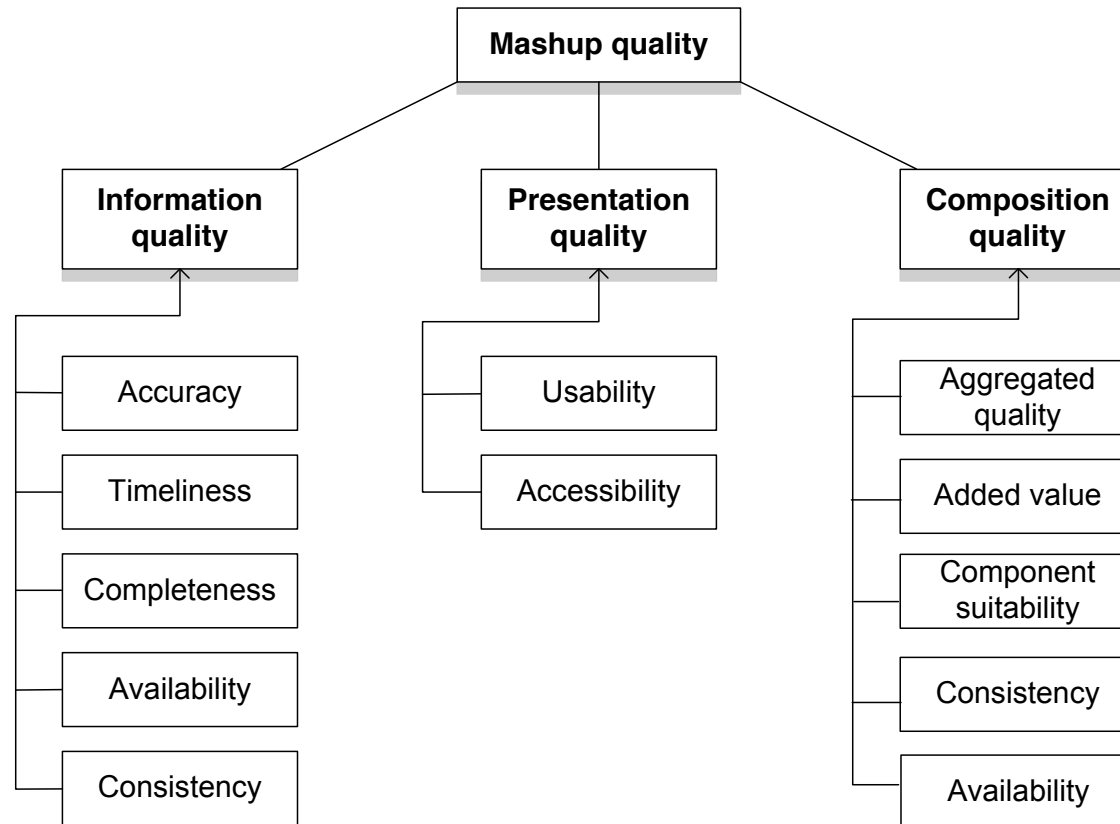 Mashup quality
Information
quality
Accuracy
Timeliness
Completeness
Availability
Consistency
Presentation
quality
Usability
Accessibility
Composition
quality
Aggregated
quality
Added value
Component
suitability
Consistency
Availability